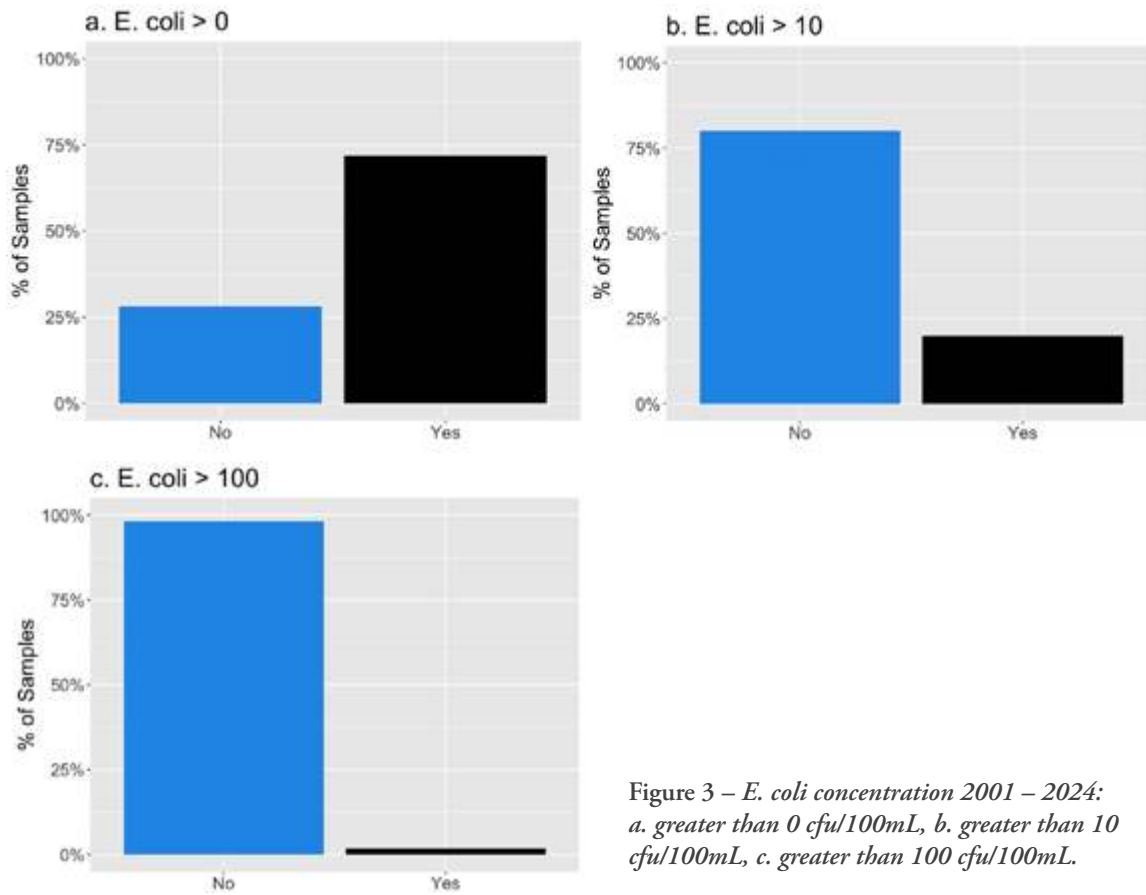 a. E. coli > 0
100%
75%
50%
25%
0%
% of Samples
No Yes
b. E. coli > 10
100%
75%
50%
25%
0%
% of Samples
No Yes
c. E. coli > 100
100%
75%
50%
25%
0%
% of Samples
No Yes
Figure 3 – E. coli concentration 2001 – 2024:
a. greater than 0 cfu/100mL, b. greater than 10
cfu/100mL, c. greater than 100 cfu/100mL.